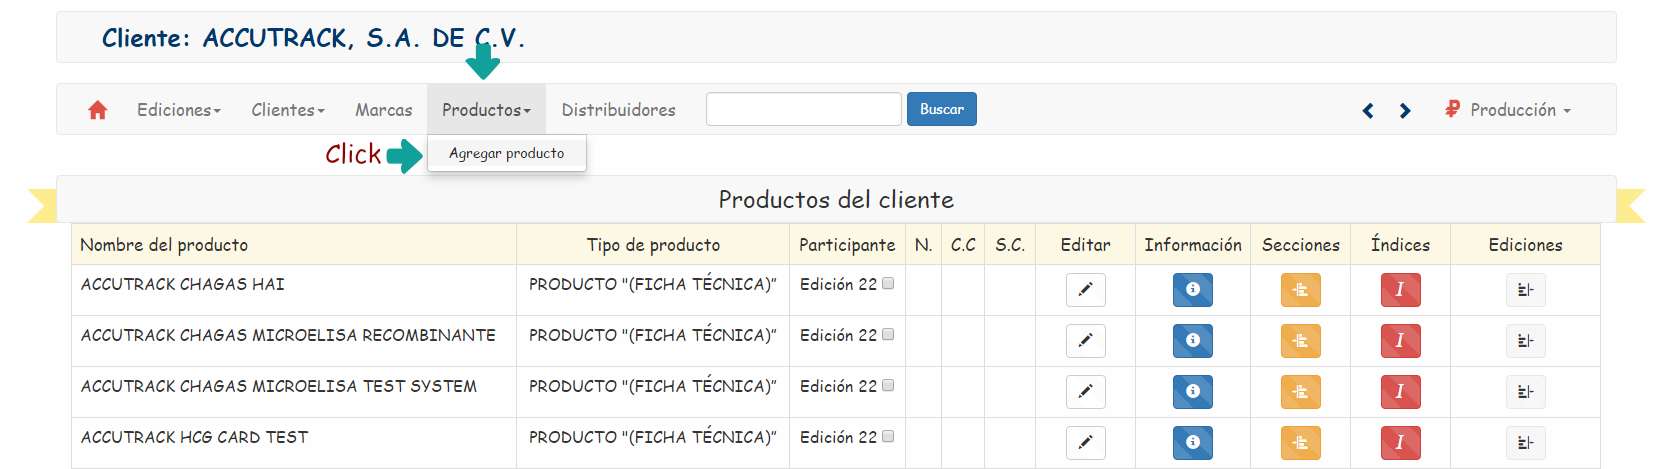 Cliente: ACCUTRACK, S.A. DE C.V.
Ediciones Clientes Marcas Productos Distribuidores Buscar Producción
Click Agregar producto
Productos del cliente
Nombre del producto Tipo de producto Participante N. C.C S.C. Editar Información Secciones Índices Ediciones
ACCUTRACK CHAGAS HAI PRODUCTO "(FICHA TÉCNICA)" Edición 22
ACCUTRACK CHAGAS MICROELISA RECOMBINANTE PRODUCTO "(FICHA TÉCNICA)" Edición 22
ACCUTRACK CHAGAS MICROELISA TEST SYSTEM PRODUCTO "(FICHA TÉCNICA)" Edición 22
ACCUTRACK HCG CARD TEST PRODUCTO "(FICHA TÉCNICA)" Edición 22